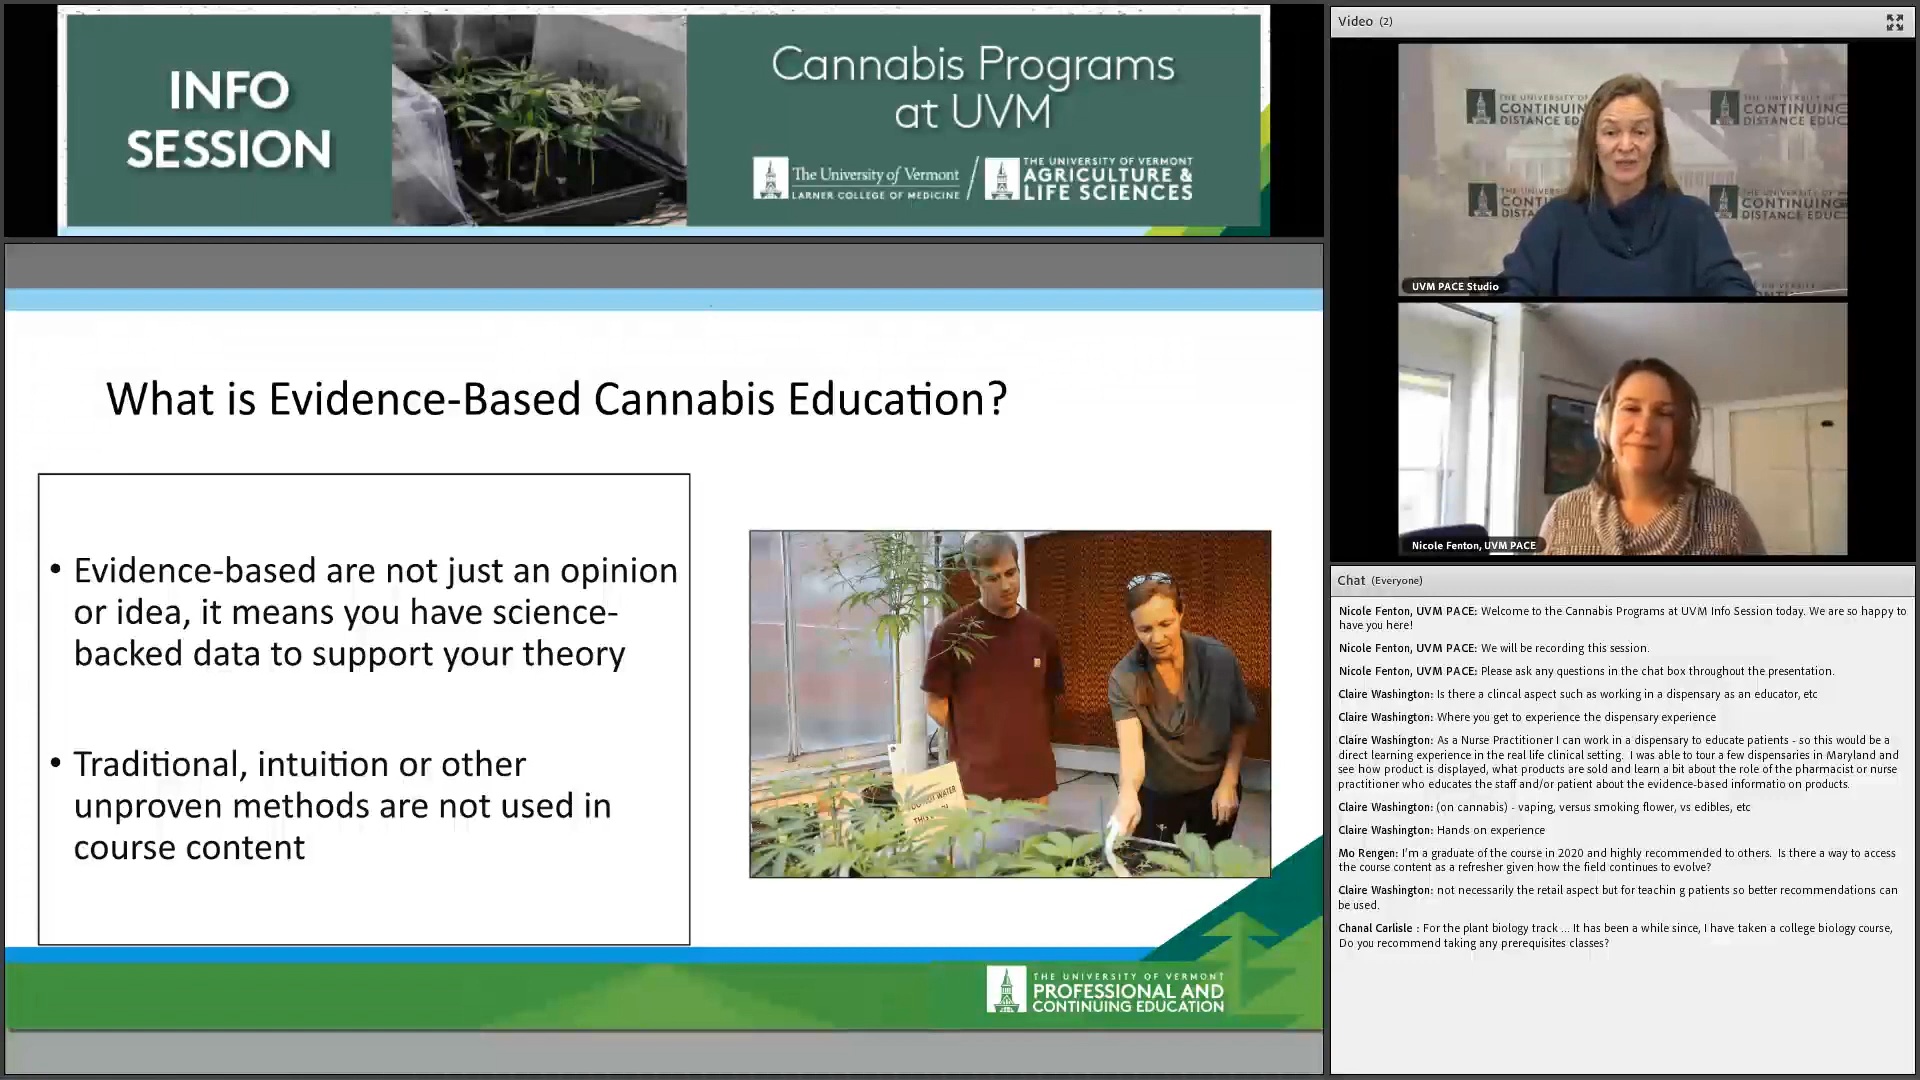 INFO
SESSION
Cannabis Programs
at UVM
The University of Vermont
LARNER COLLEGE OF MEDICINE
THE UNIVERSITY OF VERMONT
AGRICULTURE &
LIFE SCIENCES
What is Evidence-Based Cannabis Education?
• Evidence-based are not just an opinion
or idea, it means you have science-
backed data to support your theory
• Traditional, intuition or other
unproven methods are not used in
course content
THE UNIVERSITY OF VERMONT
PROFESSIONAL AND
CONTINUING EDUCATION
Video (2)
THE UNIVERSITY OF
CONTINUING
DISTANCE EDUC
UVM PACE Studio
Nicole Fenton, UVM PACE
Chat (Everyone)
Nicole Fenton, UVM PACE: Welcome to the Cannabis Programs at UVM Info Session today. We are so happy to
have you here!
Nicole Fenton, UVM PACE: We will be recording this session.
Nicole Fenton, UVM PACE: Please ask any questions in the chat box throughout the presentation.
Claire Washington: Is there a clincal aspect such as working in a dispensary as an educator, etc
Claire Washington: Where you get to experience the dispensary experience
Claire Washington: As a Nurse Practitioner I can work in a dispensary to educate patients - so this would be a
direct learning experience in the real life clinical setting. I was able to tour a few dispensaries in Maryland and
see how product is displayed, what products are sold and learn a bit about the role of the pharmacist or nurse
practitioner who educates the staff and/or patient about the evidence-based informatio on products.
Claire Washington: (on cannabis) - vaping, versus smoking flower, vs edibles, etc
Claire Washington: Hands on experience
Mo Rengen: I'm a graduate of the course in 2020 and highly recommended to others. Is there a way to access
the course content as a refresher given how the field continues to evolve?
Claire Washington: not necessarily the retail aspect but for teachin g patients so better recommendations can
be used.
Chanal Carlisle : For the plant biology track ... It has been a while since, I have taken a college biology course,
Do you recommend taking any prerequisites classes?